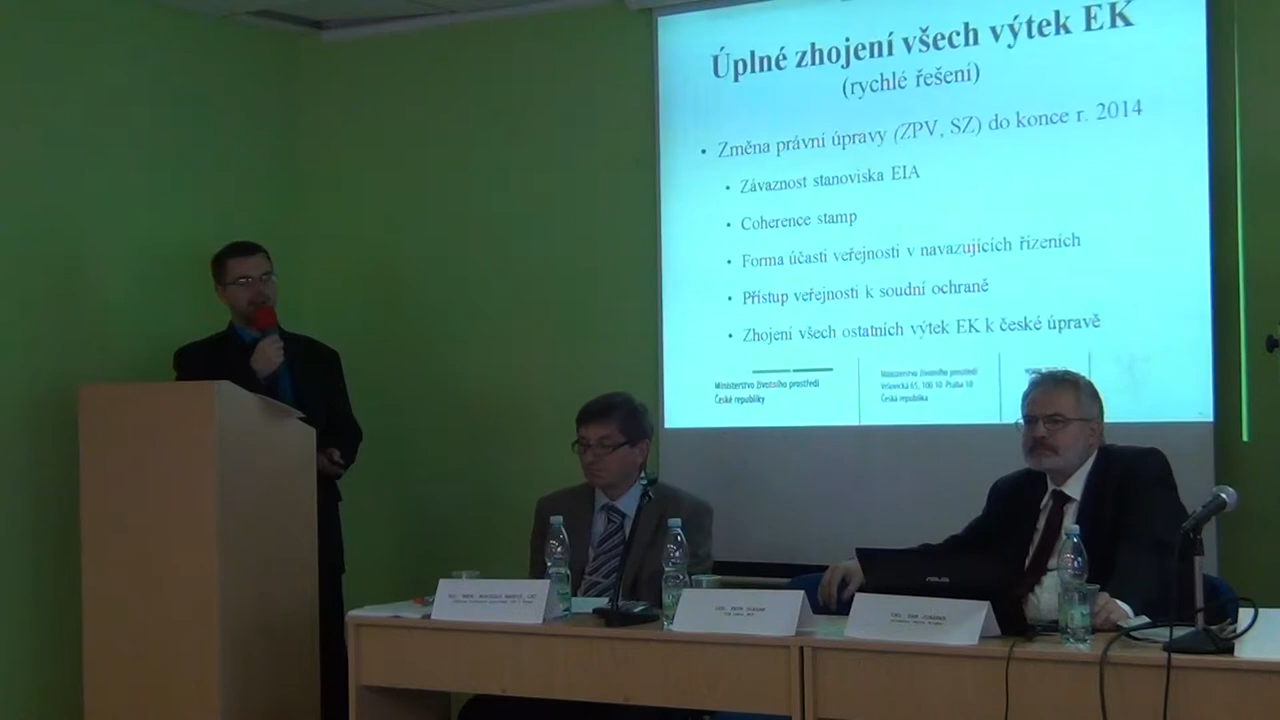 Úplné zhojení všech výtek EK
(rychlé řešení)
• Změna právní úpravy (ZPV, SZ) do konce r. 2014
• Závaznost stanoviska EIA
• Coherence stamp
• Forma účasti veřejnosti v navazujících řízeních
• Přístup veřejnosti k soudní ochraně
• Zhojení všech ostatních výtek EK k české úpravě
Ministerstvo životního prostředí
České republiky
Ministerstvo životního prostředí
Vršovická 65, 100 10 Praha 10
Česká republika
ASUS